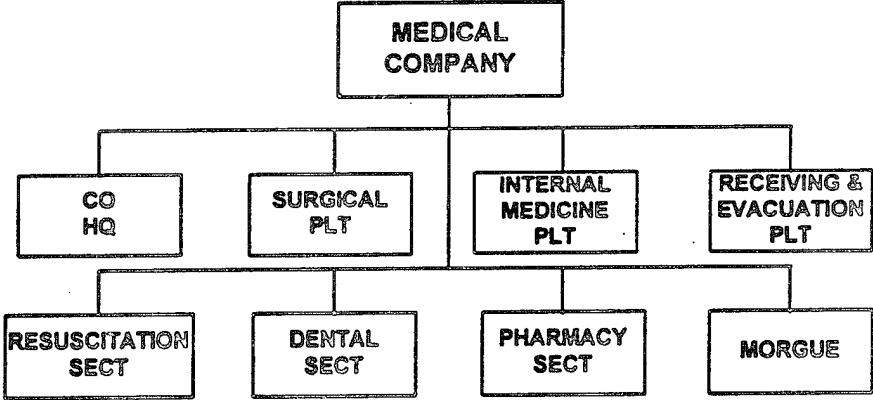 MEDICAL
COMPANY
CO
HQ
SURGICAL
PLT
INTERNAL
MEDICINE
PLT
RECEIVING &
EVACUATION
PLT
RESUSCITATION
SECT
DENTAL
SECT
PHARMACY
SECT
MORGUE